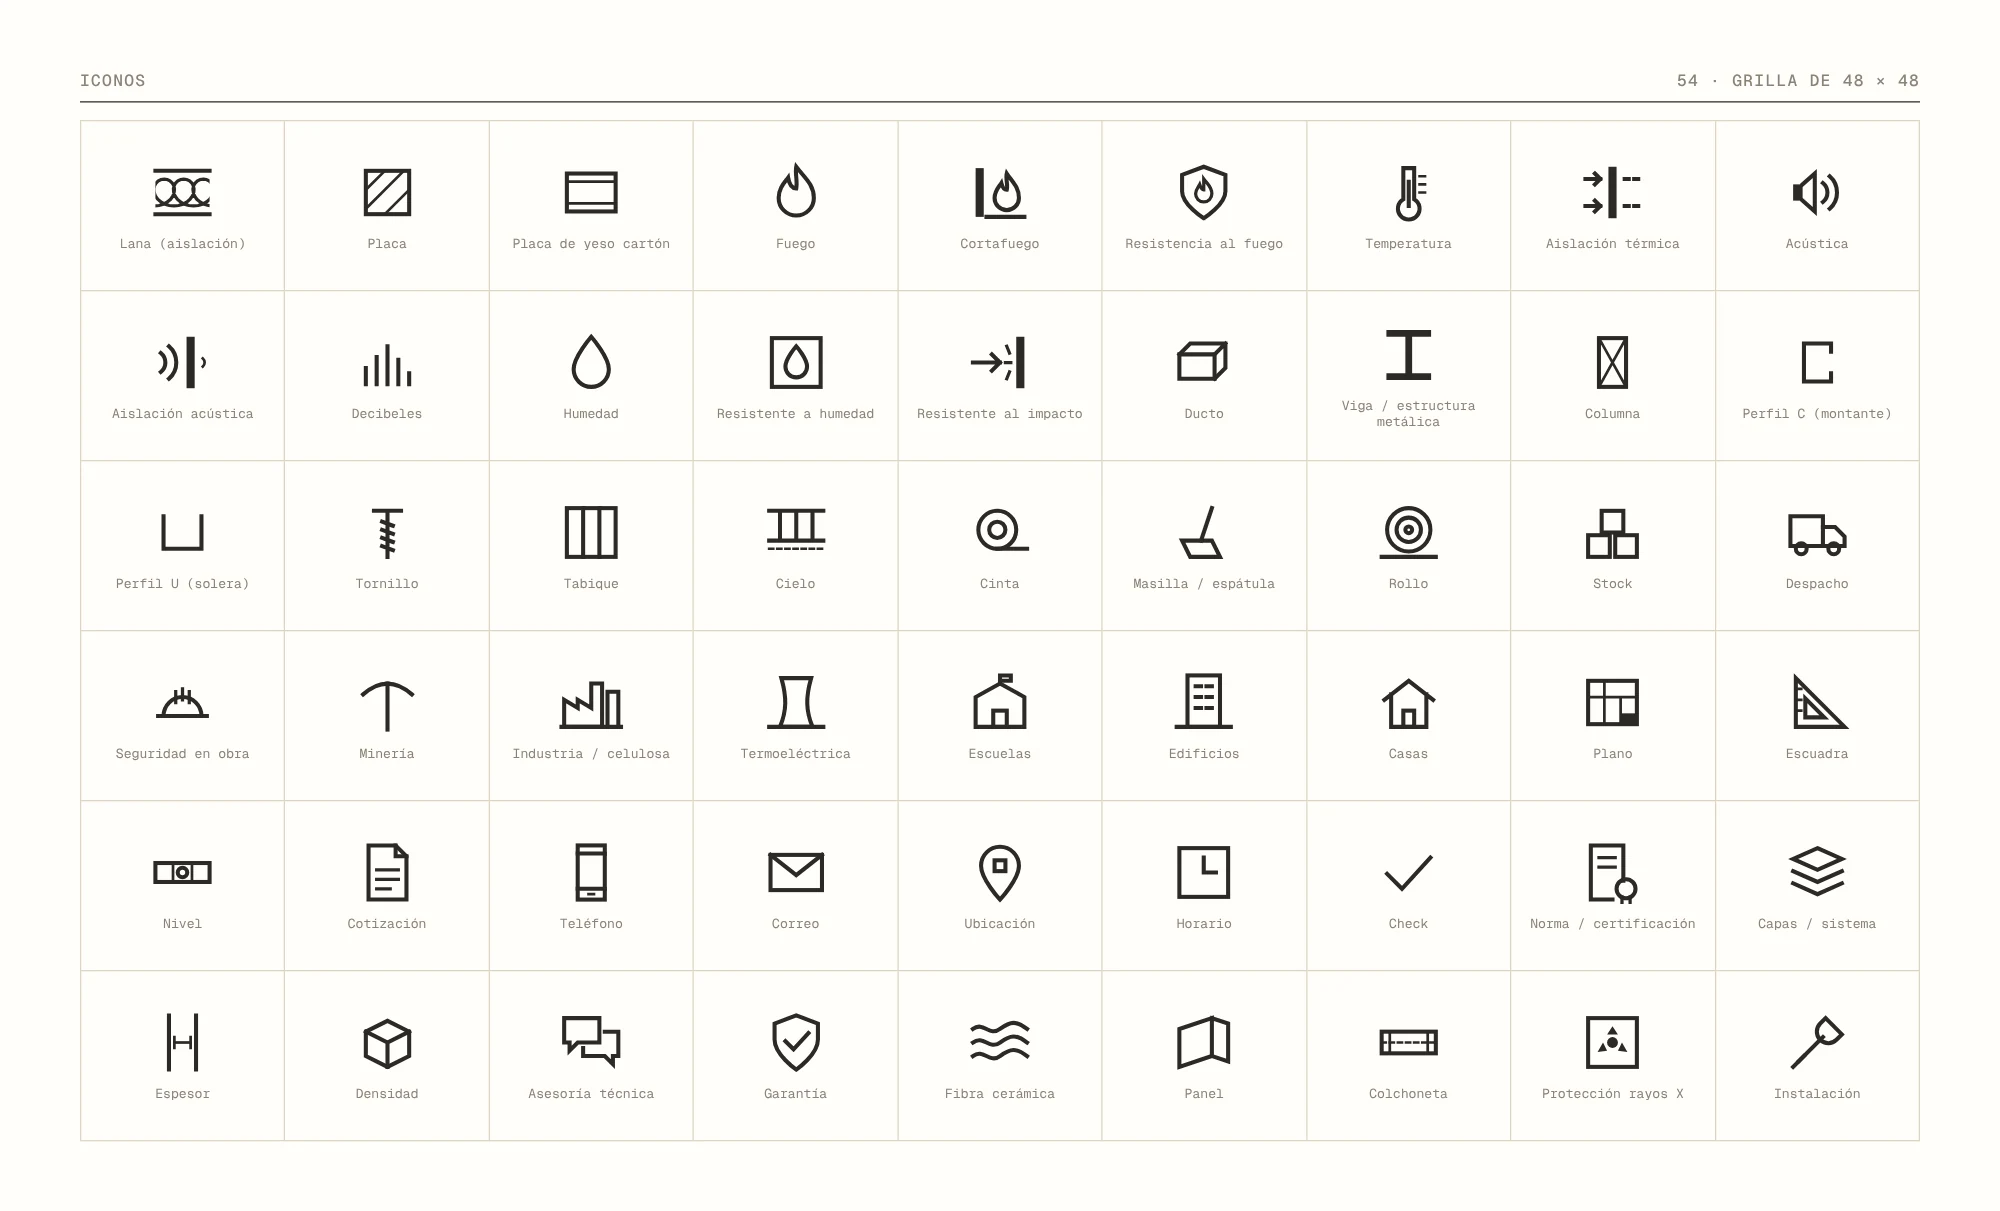 ICONOS
54 · GRILLA DE 48 × 48
Lana (aislación)
Placa
Placa de yeso cartón
Fuego
Cortafuego
Resistencia al fuego
Temperatura
Aislación térmica
Acústica
Aislación acústica
Decibeles
Humedad
Resistente a humedad
Resistente al impacto
Ducto
Viga / estructura
metálica
Columna
Perfil C (montante)
Perfil U (solera)
Tornillo
Tabique
Cielo
Cinta
Masilla / espátula
Rollo
Stock
Despacho
Seguridad en obra
Minería
Industria / celulosa
Termoeléctrica
Escuelas
Edificios
Casas
Plano
Escuadra
Nivel
Cotización
Teléfono
Correo
Ubicación
Horario
Check
Norma / certificación
Capas / sistema
Espesor
Densidad
Asesoría técnica
Garantía
Fibra cerámica
Panel
Colchoneta
Protección rayos X
Instalación